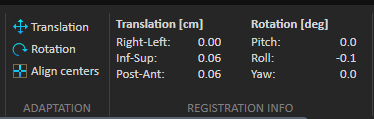 Translation
Rotation
Align centers
ADAPTATION
Translation [cm] Rotation [deg]
Right-Left: 0.00 Pitch: 0.0
Inf-Sup: 0.06 Roll: -0.1
Post-Ant: 0.06 Yaw: 0.0
REGISTRATION INFO